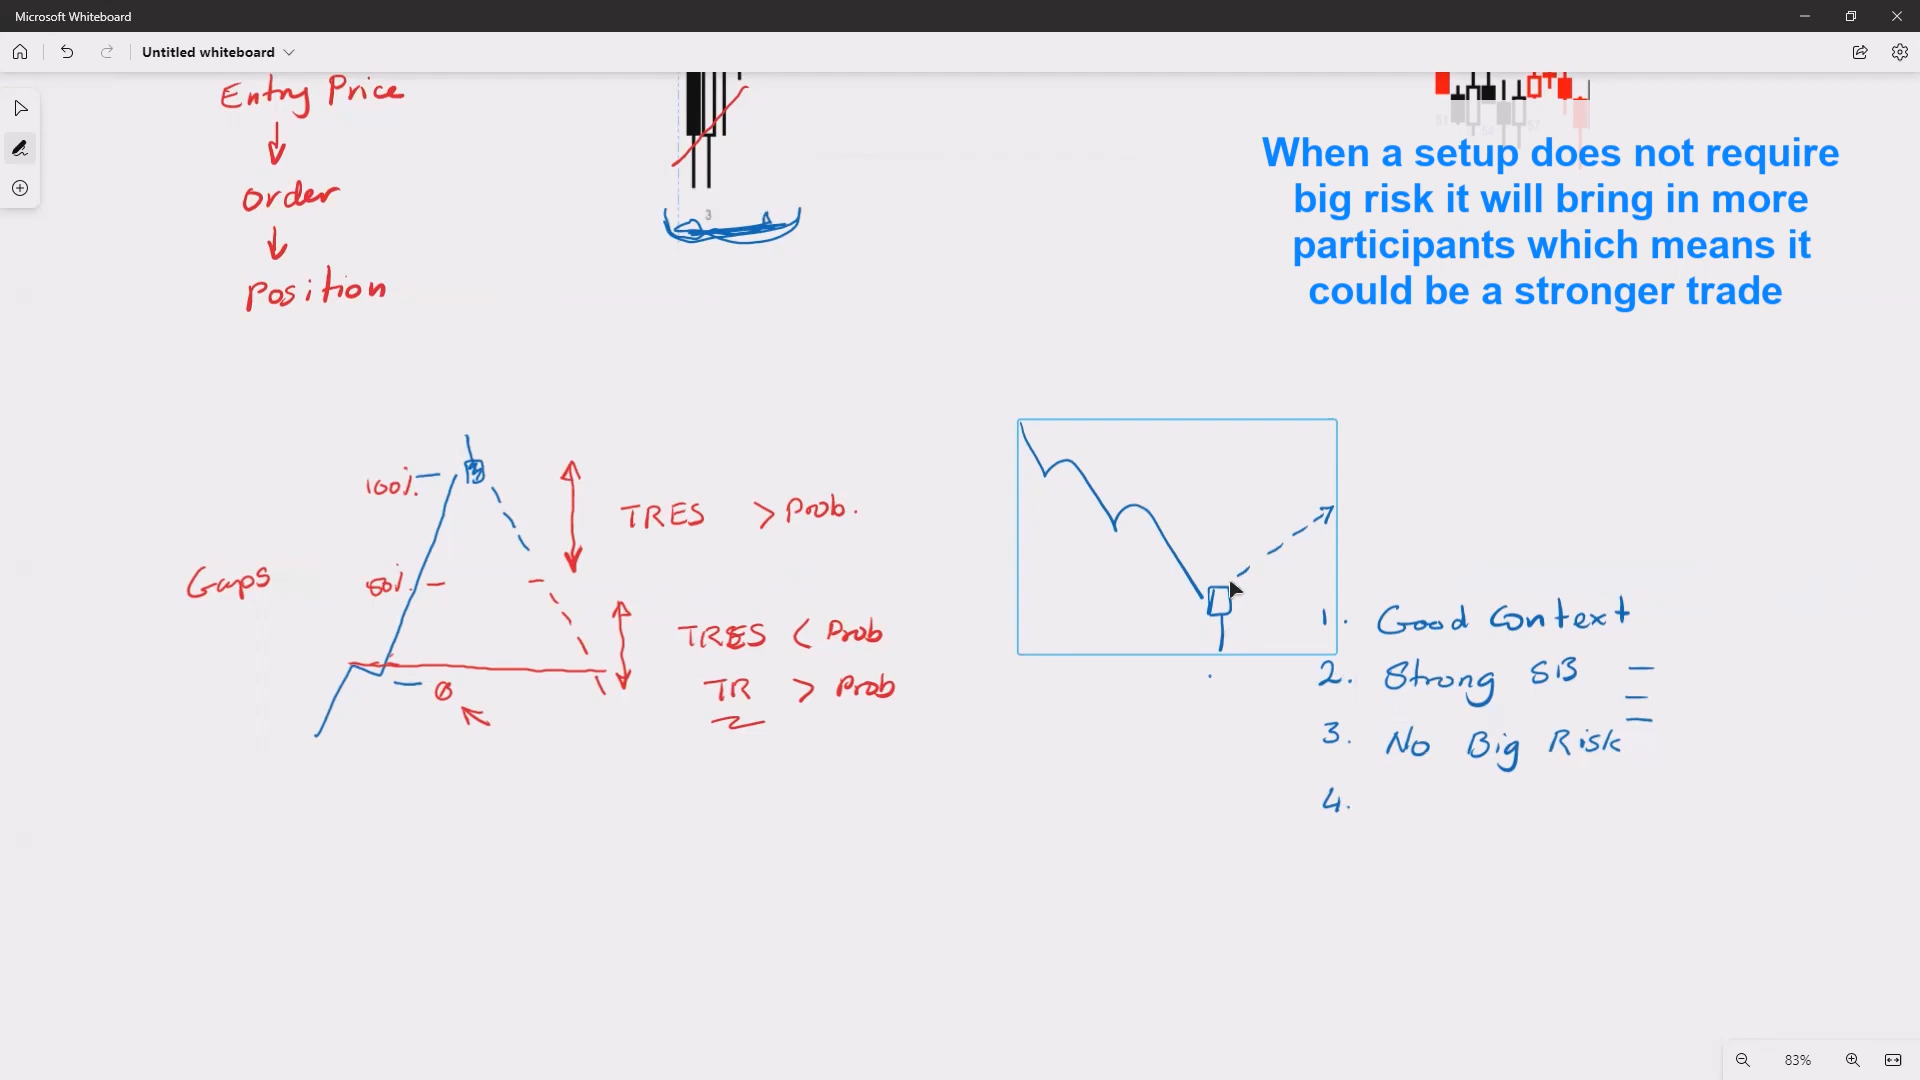 Microsoft Whiteboard
Untitled whiteboard
Entry Price
Order
Position
3
When a setup does not require
big risk it will bring in more
participants which means it
could be a stronger trade
100%
TRES > Prob.
Gaps
50%
TRES < Prob
TR > Prob
0
1. Good Context
2. Strong SB
3. No Big Risk
4.
83%